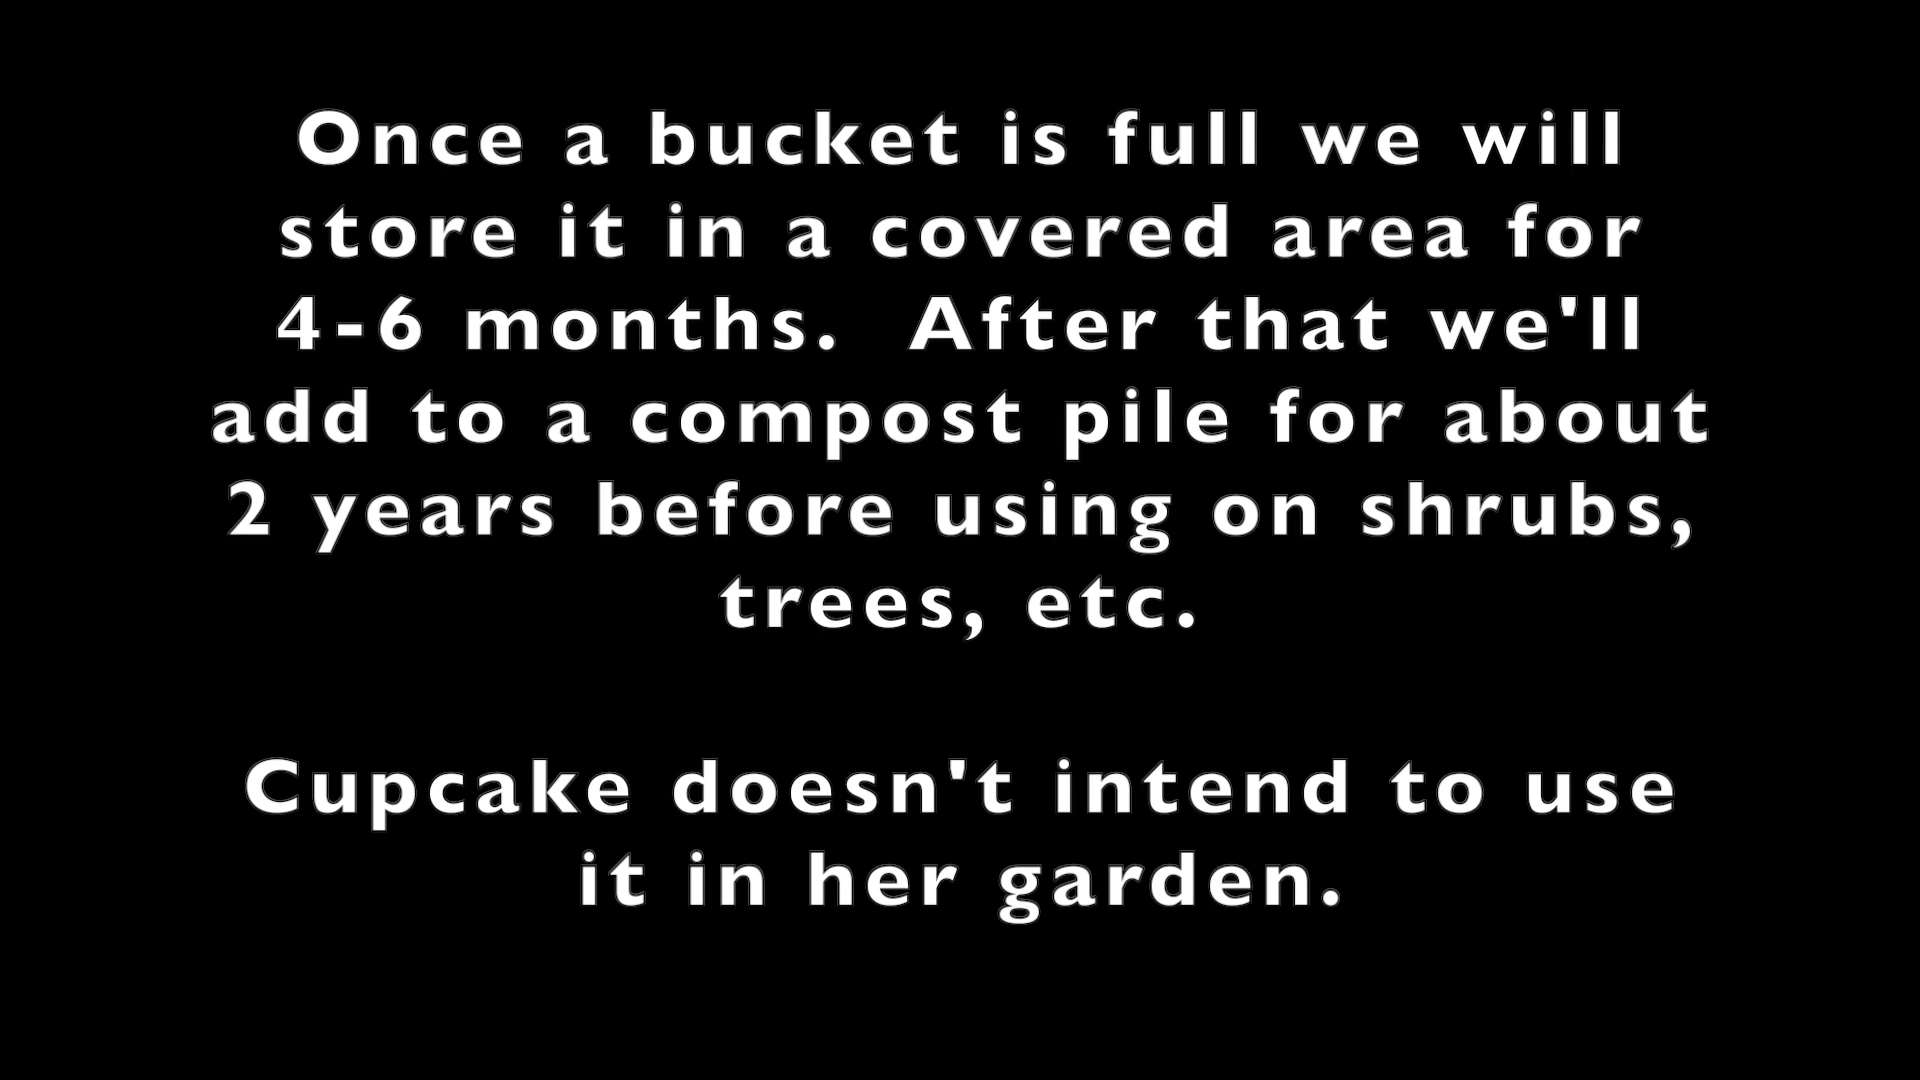 Once a bucket is full we will
store it in a covered area for
4-6 months.  After that we'll
add to a compost pile for about
2 years before using on shrubs,
trees, etc.
Cupcake doesn't intend to use
it in her garden.